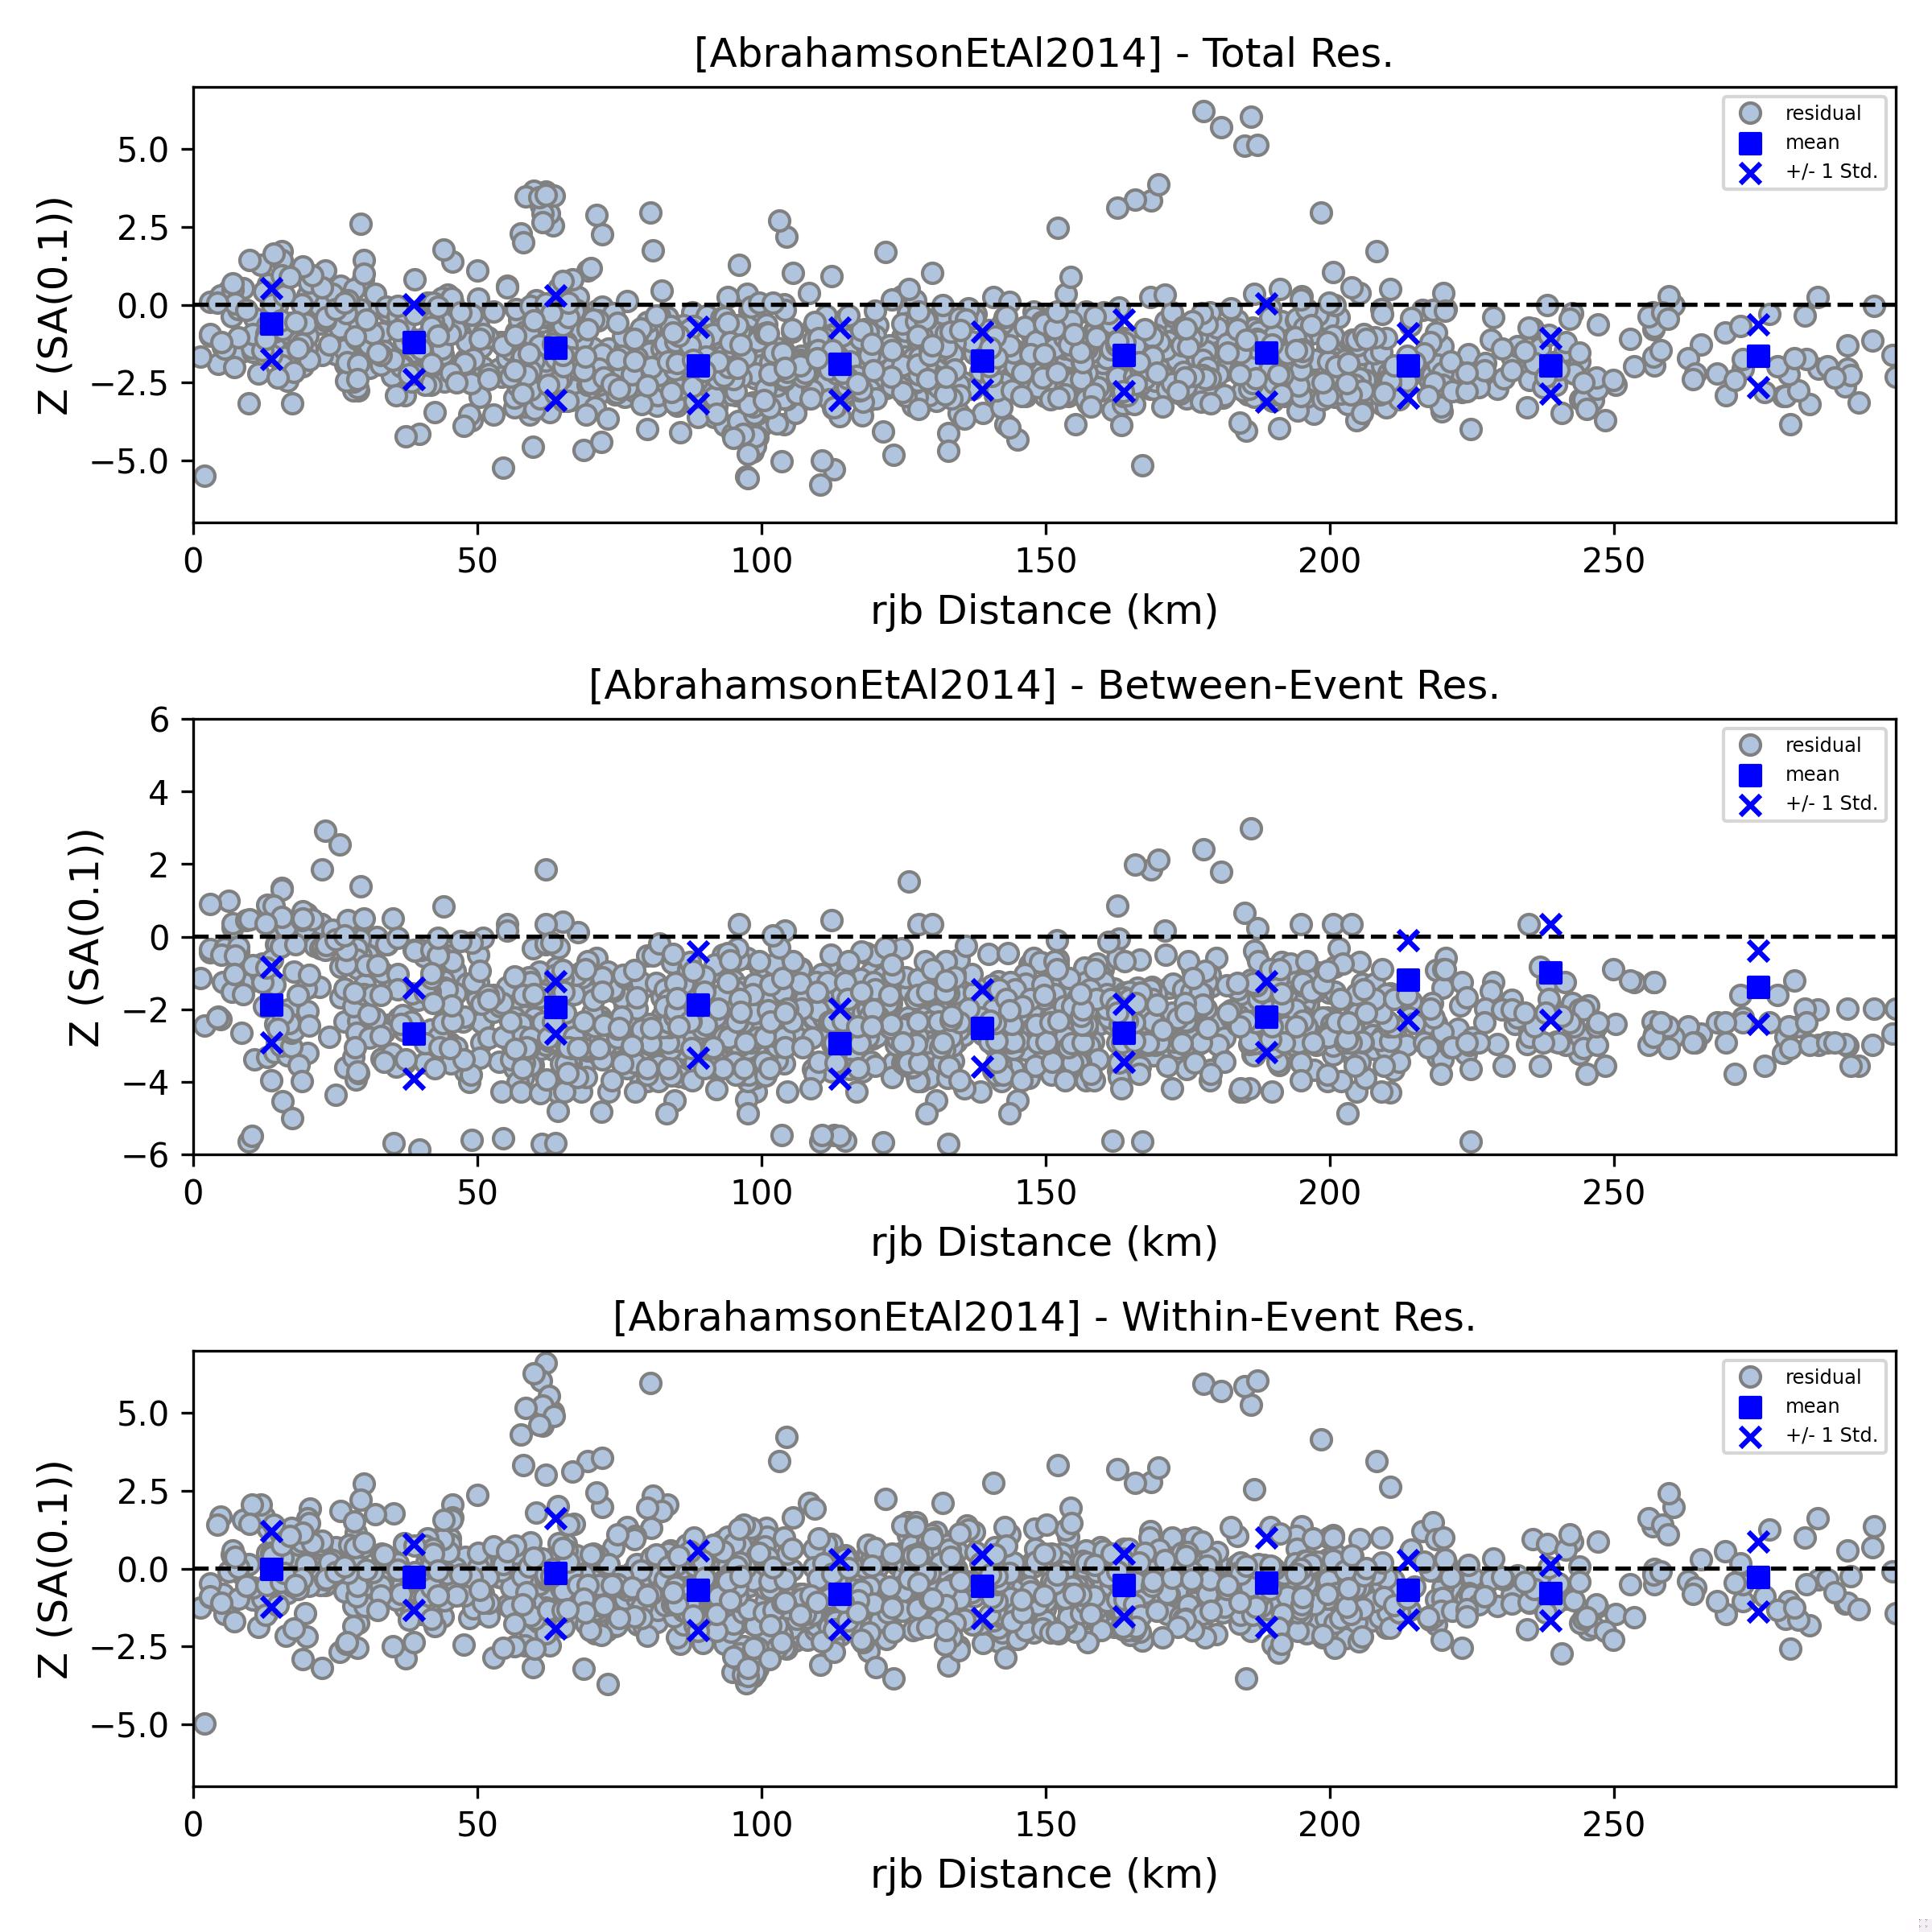 [AbrahamsonEtAl2014] - Total Res.
residual
mean
+/- 1 Std.
5.0
2.5
0.0
−2.5
−5.0
Z (SA(0.1))
0 50 100 150 200 250
rjb Distance (km)
[AbrahamsonEtAl2014] - Between-Event Res.
residual
mean
+/- 1 Std.
6
4
2
0
−2
−4
−6
Z (SA(0.1))
0 50 100 150 200 250
rjb Distance (km)
[AbrahamsonEtAl2014] - Within-Event Res.
residual
mean
+/- 1 Std.
5.0
2.5
0.0
−2.5
−5.0
Z (SA(0.1))
0 50 100 150 200 250
rjb Distance (km)